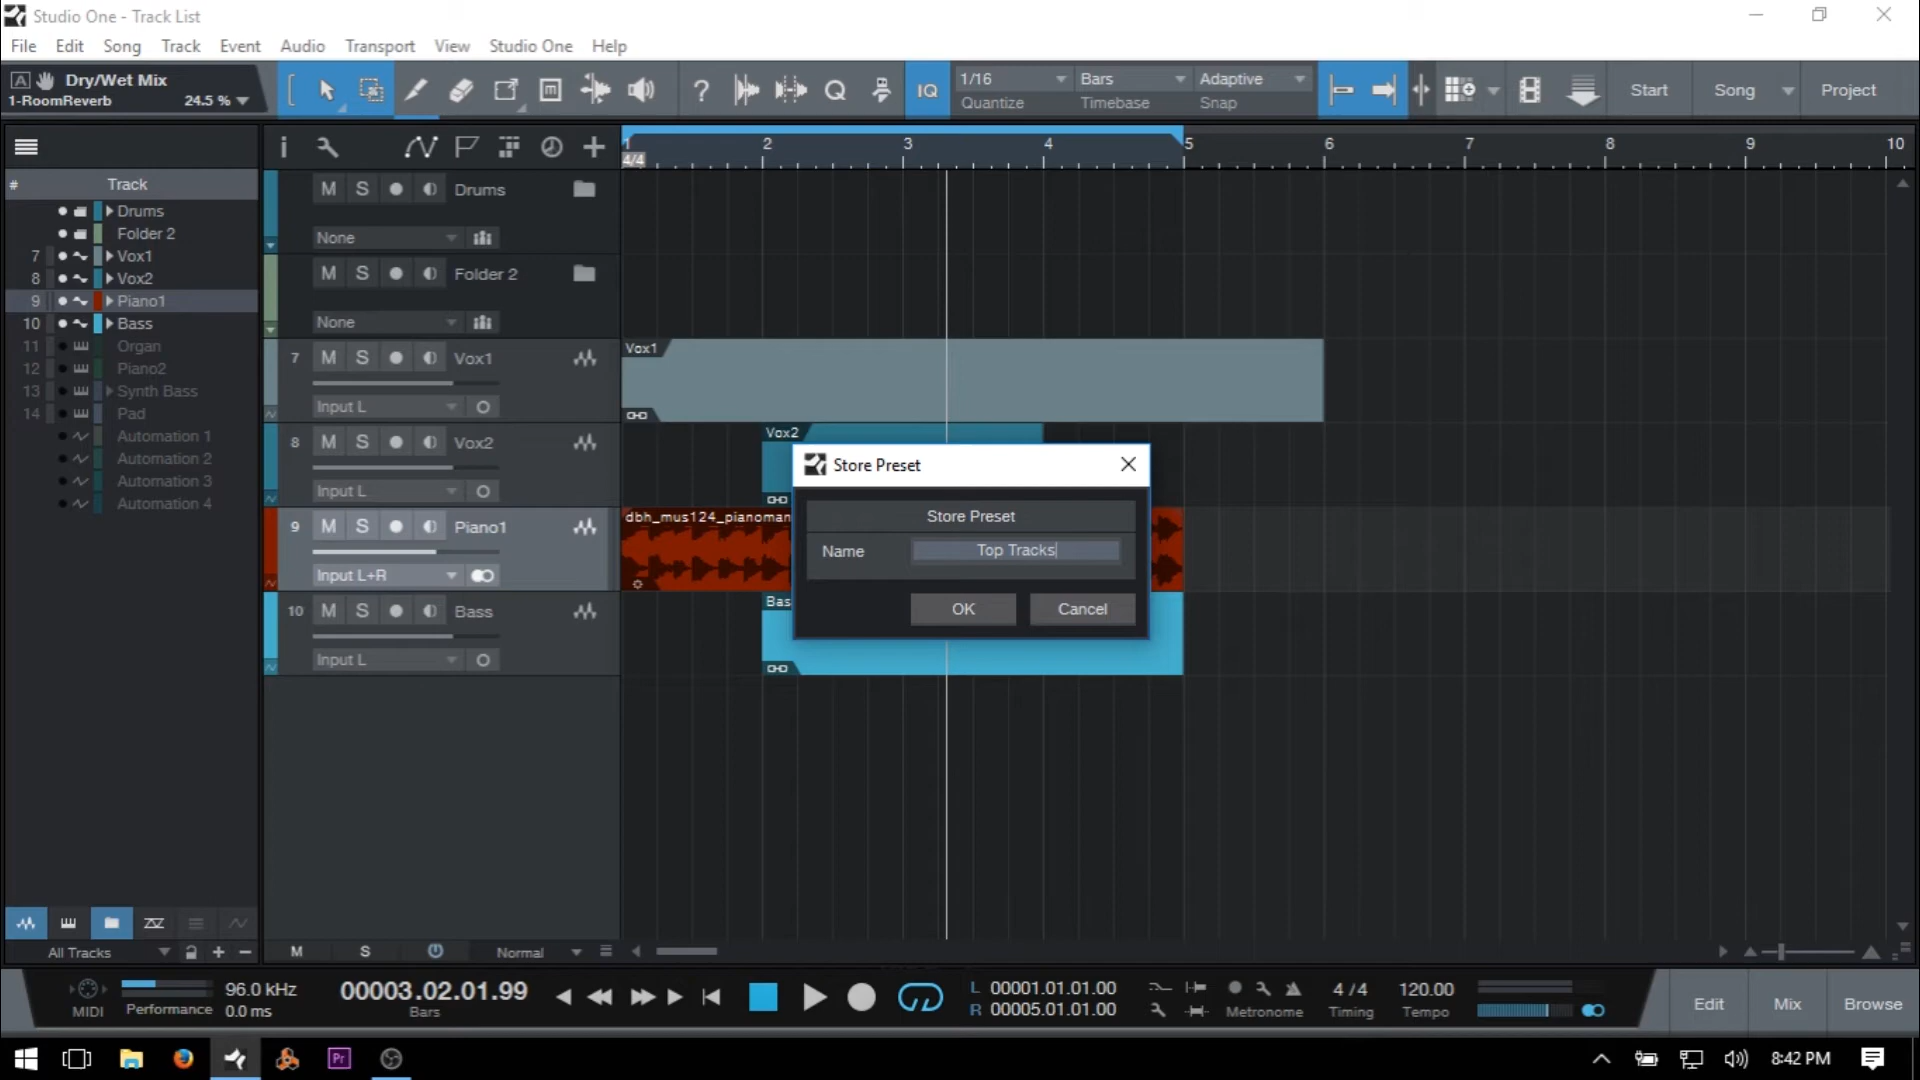 Studio One - Track List
File Edit Song Track Event Audio Transport View Studio One Help
A Dry/Wet Mix
1-RoomReverb 24.5 %
? Q IQ
1/16 Bars Adaptive
Quantize Timebase Snap
Start Song Project
# Track
Drums
Folder 2
7 Vox1
8 Vox2
9 Piano1
10 Bass
11 Organ
12 Piano2
13 Synth Bass
14 Pad
Automation 1
Automation 2
Automation 3
Automation 4
All Tracks
i
1 2 3 4 5 6 7 8 9 10
4/4
M S Drums
None
M S Folder 2
None
7 M S Vox1
Input L
8 M S Vox2
Input L
9 M S Piano1
Input L+R
10 M S Bass
Input L
M S Normal
Vox1
Vox2
dbh_mus124_pianoman
Bas
Store Preset
Store Preset
Name Top Tracks
OK Cancel
MIDI
Performance
96.0 kHz
0.0 ms
00003.02.01.99
Bars
L 00001.01.01.00
R 00005.01.01.00
Metronome
4 / 4
Timing
120.00
Tempo
Edit Mix Browse
Pr
8:42 PM